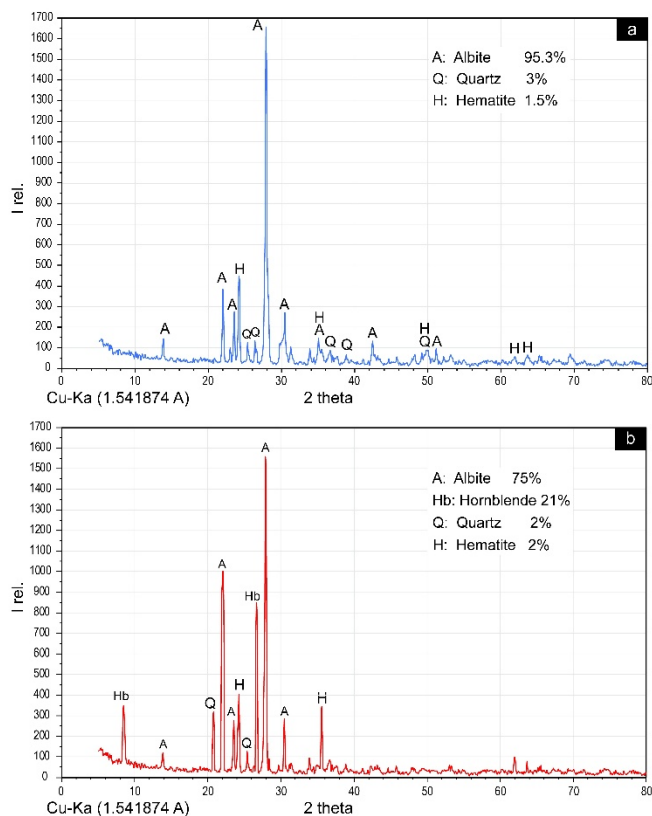 a
A: Albite 95.3%
Q: Quartz 3%
H: Hematite 1.5%
I rel.
1700
1600
1500
1400
1300
1200
1100
1000
900
800
700
600
500
400
300
200
100
0
A
A
A
A
H
Q
Q
A
H
A
Q
Q
A
H
Q
A
H
H
0 10 20 30 40 50 60 70 80
Cu-Ka (1.541874 A) 2 theta
b
A: Albite 75%
Hb: Hornblende 21%
Q: Quartz 2%
H: Hematite 2%
I rel.
1700
1600
1500
1400
1300
1200
1100
1000
900
800
700
600
500
400
300
200
100
0
Hb
A
Q
A
A
H
Q
Hb
A
A
H
0 10 20 30 40 50 60 70 80
Cu-Ka (1.541874 A) 2 theta